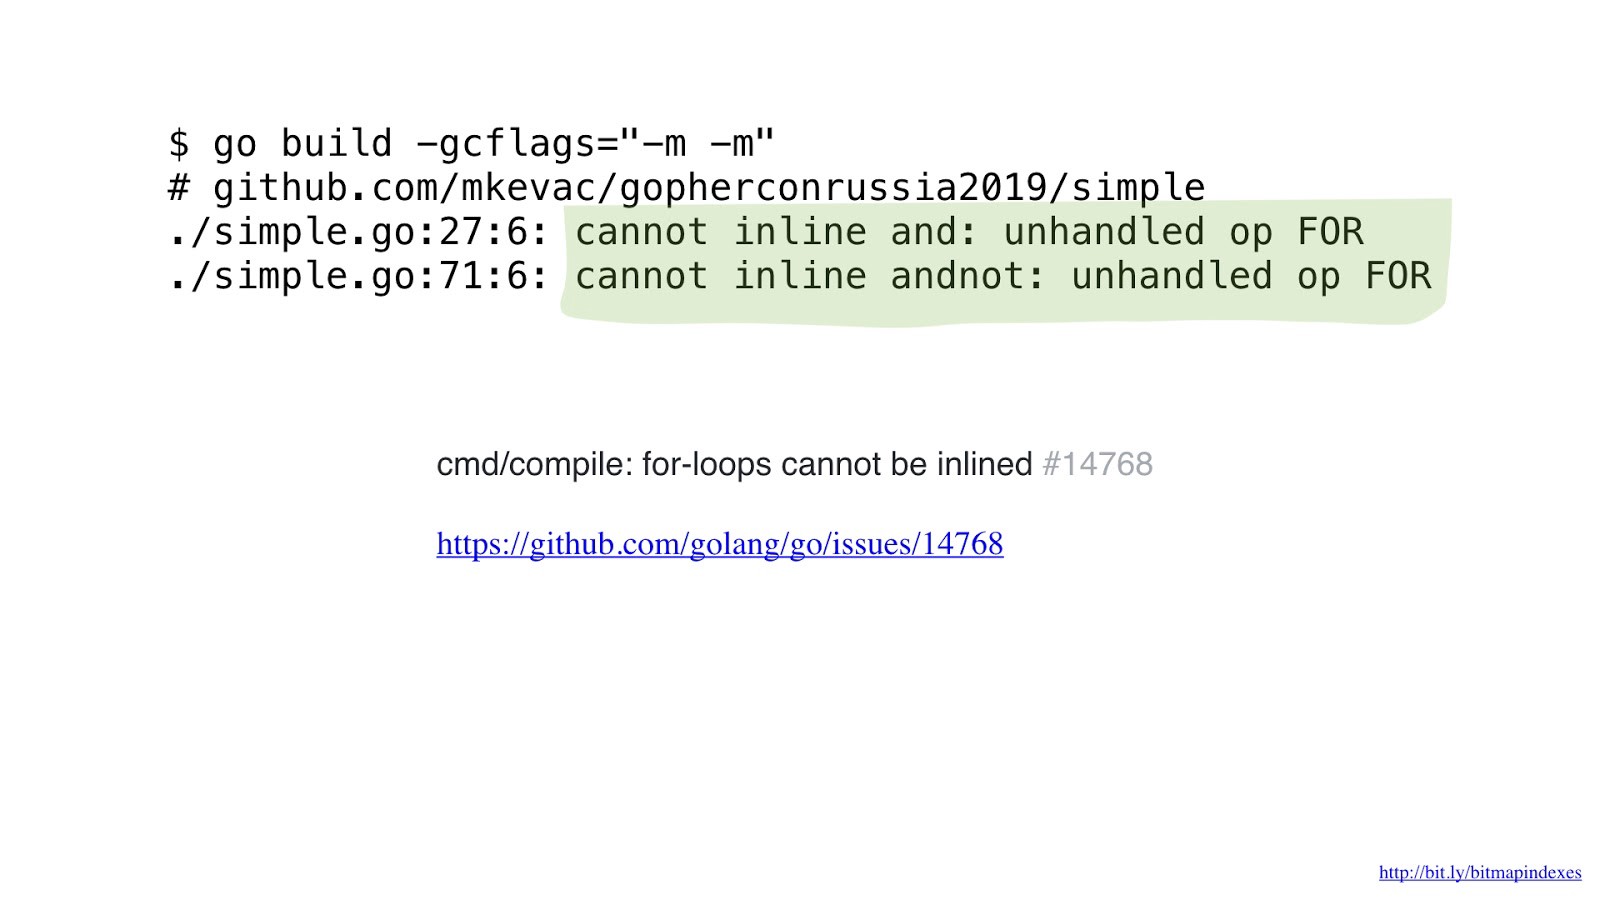 $ go build -gcflags="-m -m"
# github.com/mkevac/gopherconrussia2019/simple
./simple.go:27:6: cannot inline and: unhandled op FOR
./simple.go:71:6: cannot inline andnot: unhandled op FOR
cmd/compile: for-loops cannot be inlined #14768
https://github.com/golang/go/issues/14768
http://bit.ly/bitmapindexes